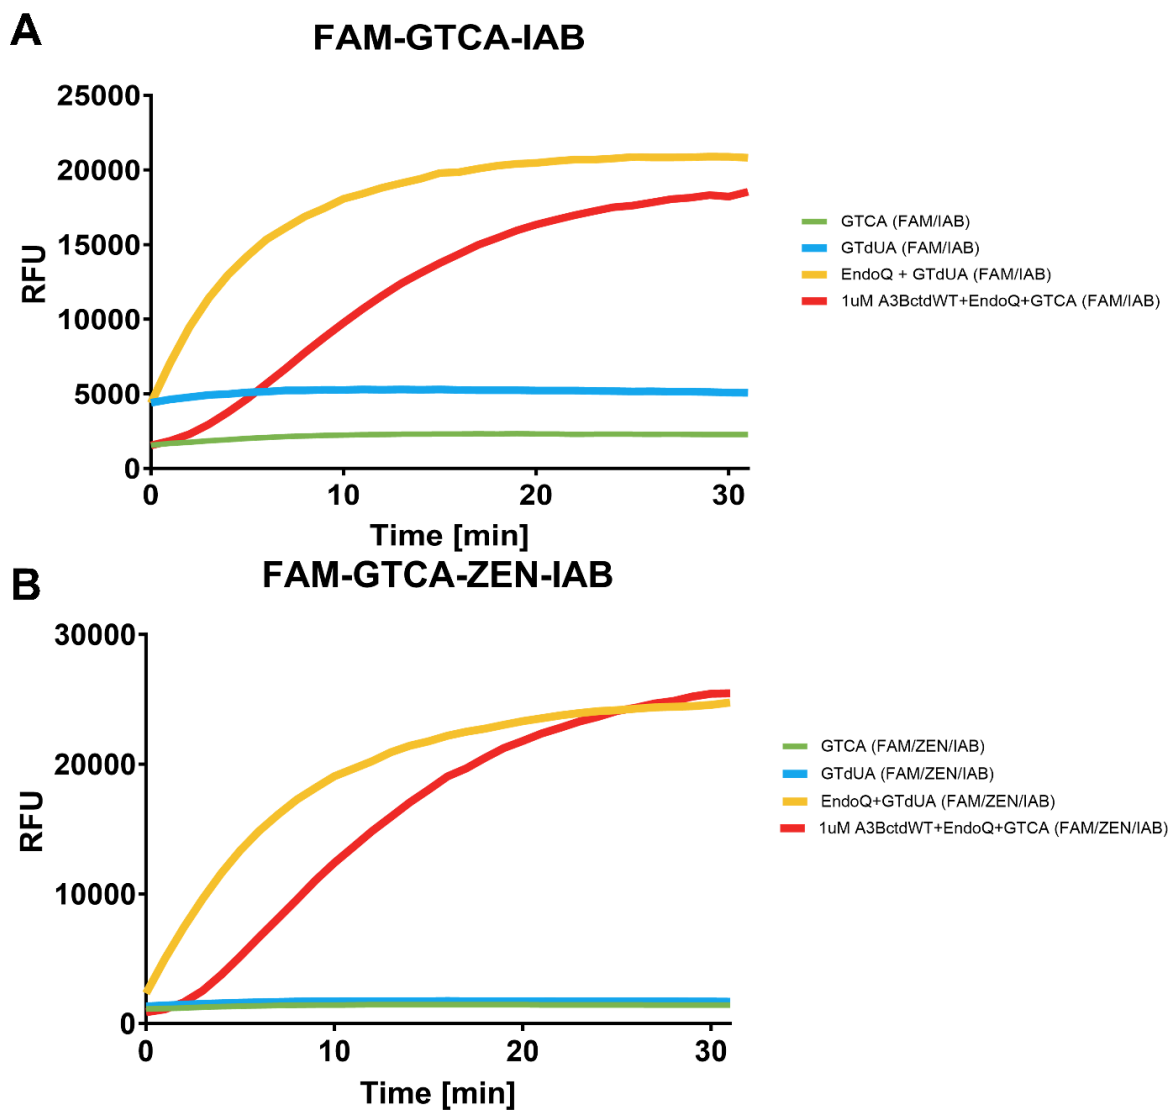 A
FAM-GTCA-IAB
25000
20000
15000
10000
5000
0
RFU
0 10 20 30
Time [min]
GTCA (FAM/IAB)
GTdUA (FAM/IAB)
EndoQ + GTdUA (FAM/IAB)
1uM A3BctdWT+EndoQ+GTCA (FAM/IAB)
B
FAM-GTCA-ZEN-IAB
30000
20000
10000
0
RFU
0 10 20 30
Time [min]
GTCA (FAM/ZEN/IAB)
GTdUA (FAM/ZEN/IAB)
EndoQ+GTdUA (FAM/ZEN/IAB)
1uM A3BctdWT+EndoQ+GTCA (FAM/ZEN/IAB)